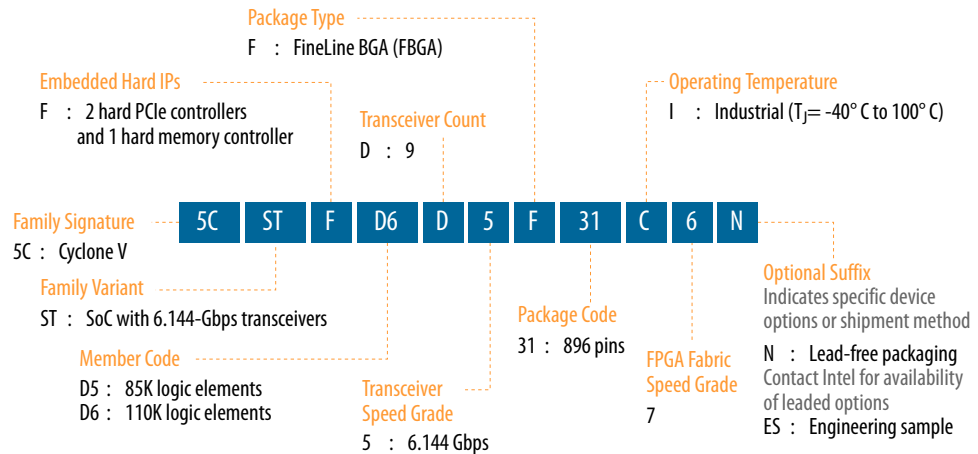 Package Type
F : FineLine BGA (FBGA)
Embedded Hard IPs
F : 2 hard PCIe controllers
and 1 hard memory controller
Transceiver Count
D : 9
Operating Temperature
I : Industrial (TJ= -40° C to 100° C)
Family Signature
5C : Cyclone V
5C ST F D6 D 5 F 31 C 6 N
Family Variant
ST : SoC with 6.144-Gbps transceivers
Member Code
D5 : 85K logic elements
D6 : 110K logic elements
Transceiver
Speed Grade
5 : 6.144 Gbps
Package Code
31 : 896 pins
FPGA Fabric
Speed Grade
7
Optional Suffix
Indicates specific device
options or shipment method
N : Lead-free packaging
Contact Intel for availability
of leaded options
ES : Engineering sample